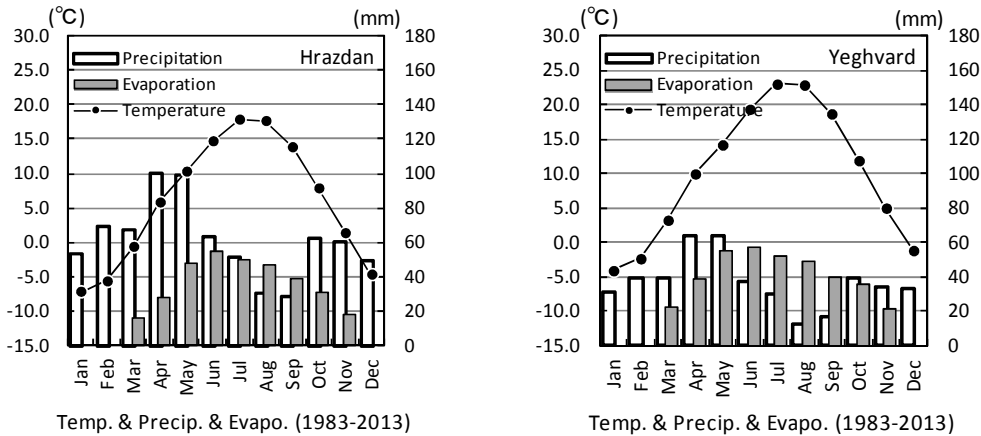 (℃) (mm)
30.0 180
25.0 160
20.0 140
15.0 120
10.0 100
5.0 80
0.0 60
-5.0 40
-10.0 20
-15.0 0
Precipitation Hrazdan
Evaporation
Temperature
Jan Feb Mar Apr May Jun Jul Aug Sep Oct Nov Dec
Temp. & Precip. & Evapo. (1983-2013)
(℃) (mm)
30.0 180
25.0 160
20.0 140
15.0 120
10.0 100
5.0 80
0.0 60
-5.0 40
-10.0 20
-15.0 0
Precipitation Yeghvard
Evaporation
Temperature
Jan Feb Mar Apr May Jun Jul Aug Sep Oct Nov Dec
Temp. & Precip. & Evapo. (1983-2013)